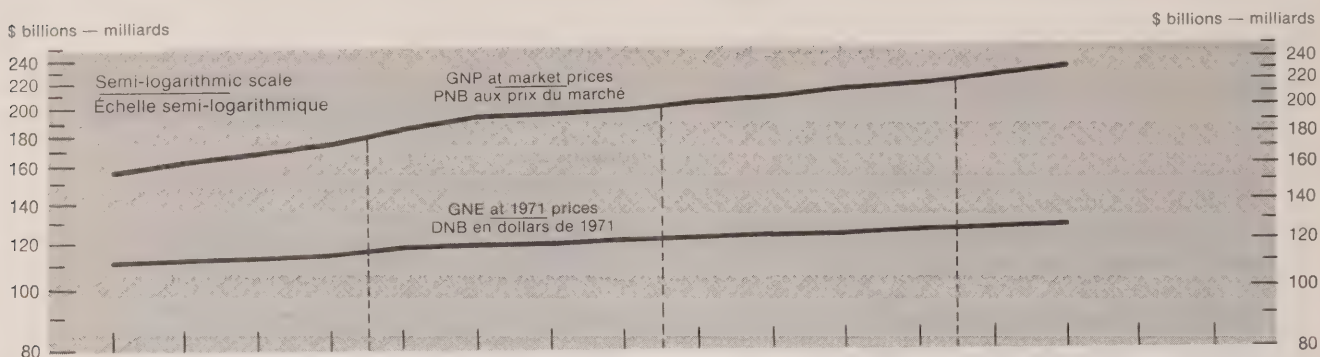 $ billions — milliards
$ billions — milliards
240
220
200
180
160
140
120
100
80
Semi-logarithmic scale
Échelle semi-logarithmique
GNP at market prices
PNB aux prix du marché
GNE at 1971 prices
DNB en dollars de 1971
240
220
200
180
160
140
120
100
80